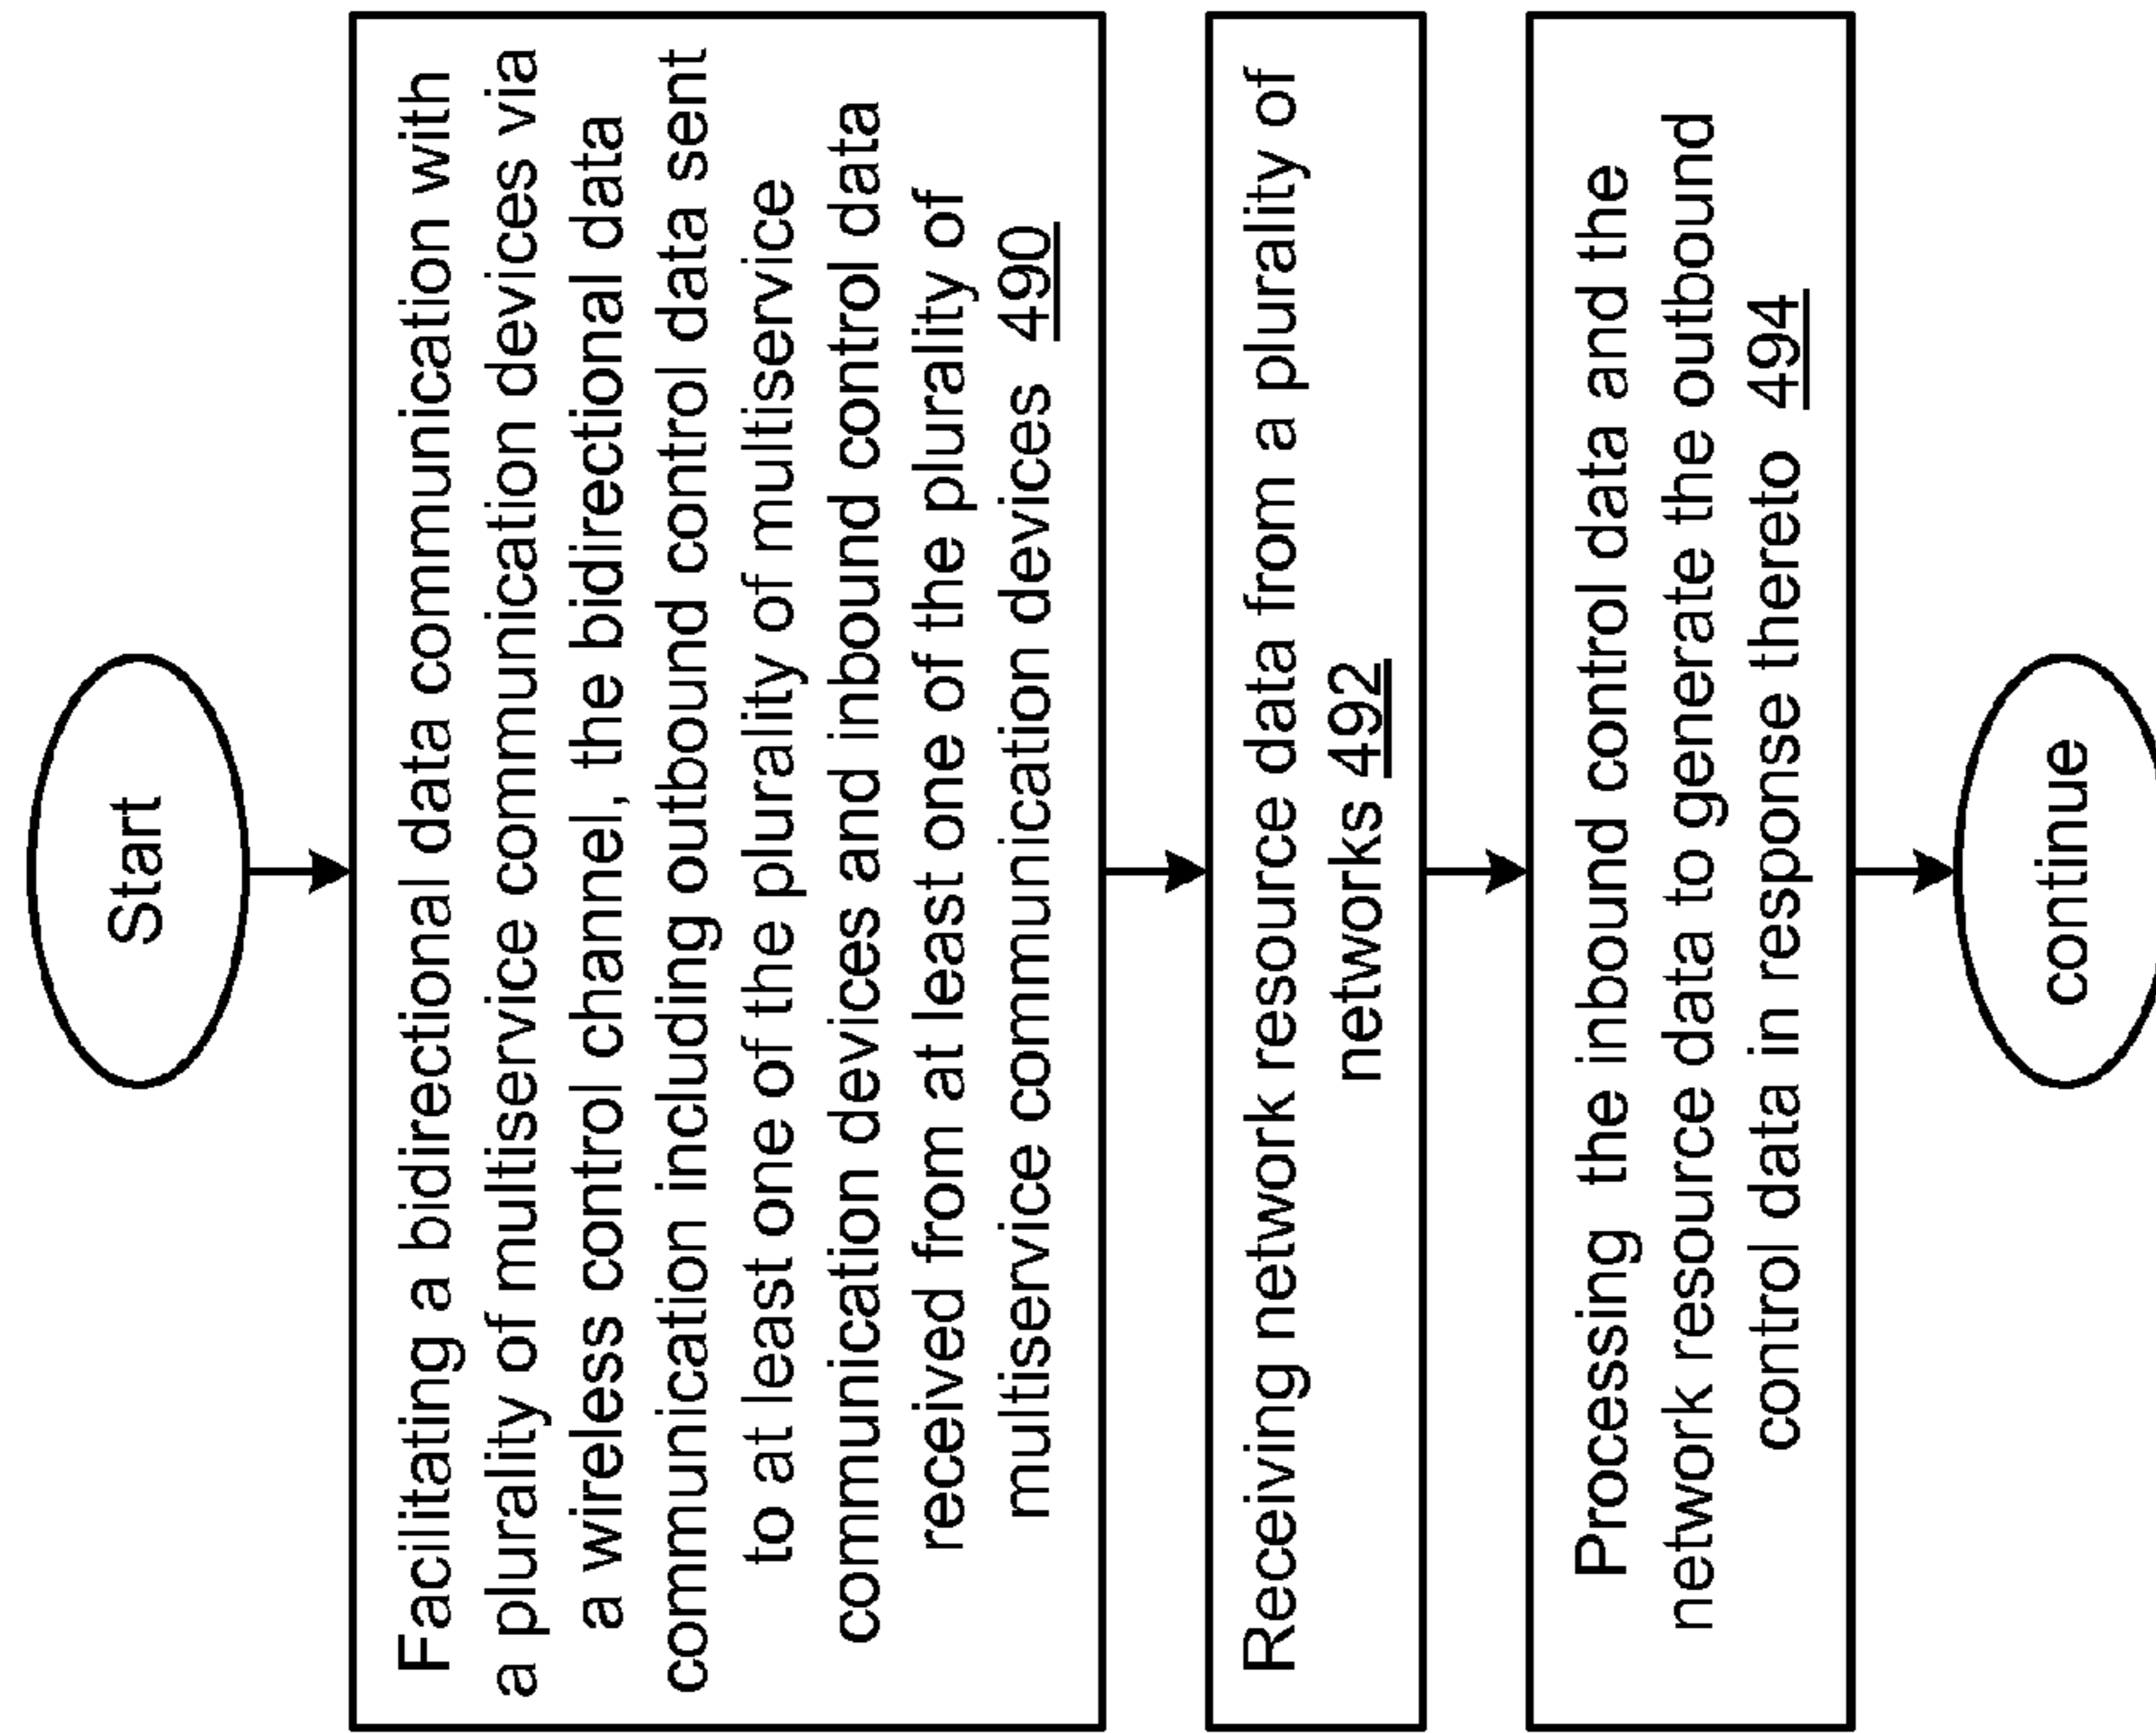 Start
Facilitating a bidirectional data communication with
a plurality of multiservice communication devices via
a wireless control channel, the bidirectional data
communication including outbound control data sent
to at least one of the plurality of multiservice
communication devices and inbound control data
received from at least one of the plurality of
multiservice communication devices 490
Receiving network resource data from a plurality of
networks 492
Processing the inbound control data and the
network resource data to generate the outbound
control data in response thereto 494
continue